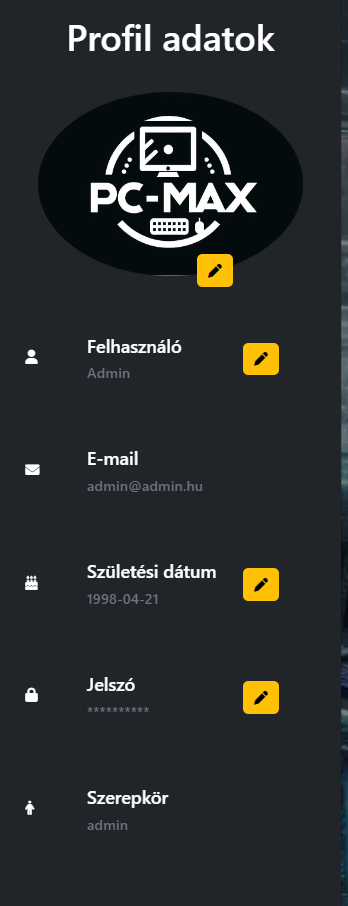 Profil adatok
PC-MAX
Felhasználó
Admin
E-mail
admin@admin.hu
Születési dátum
1998-04-21
Jelszó
**********
Szerepkör
admin